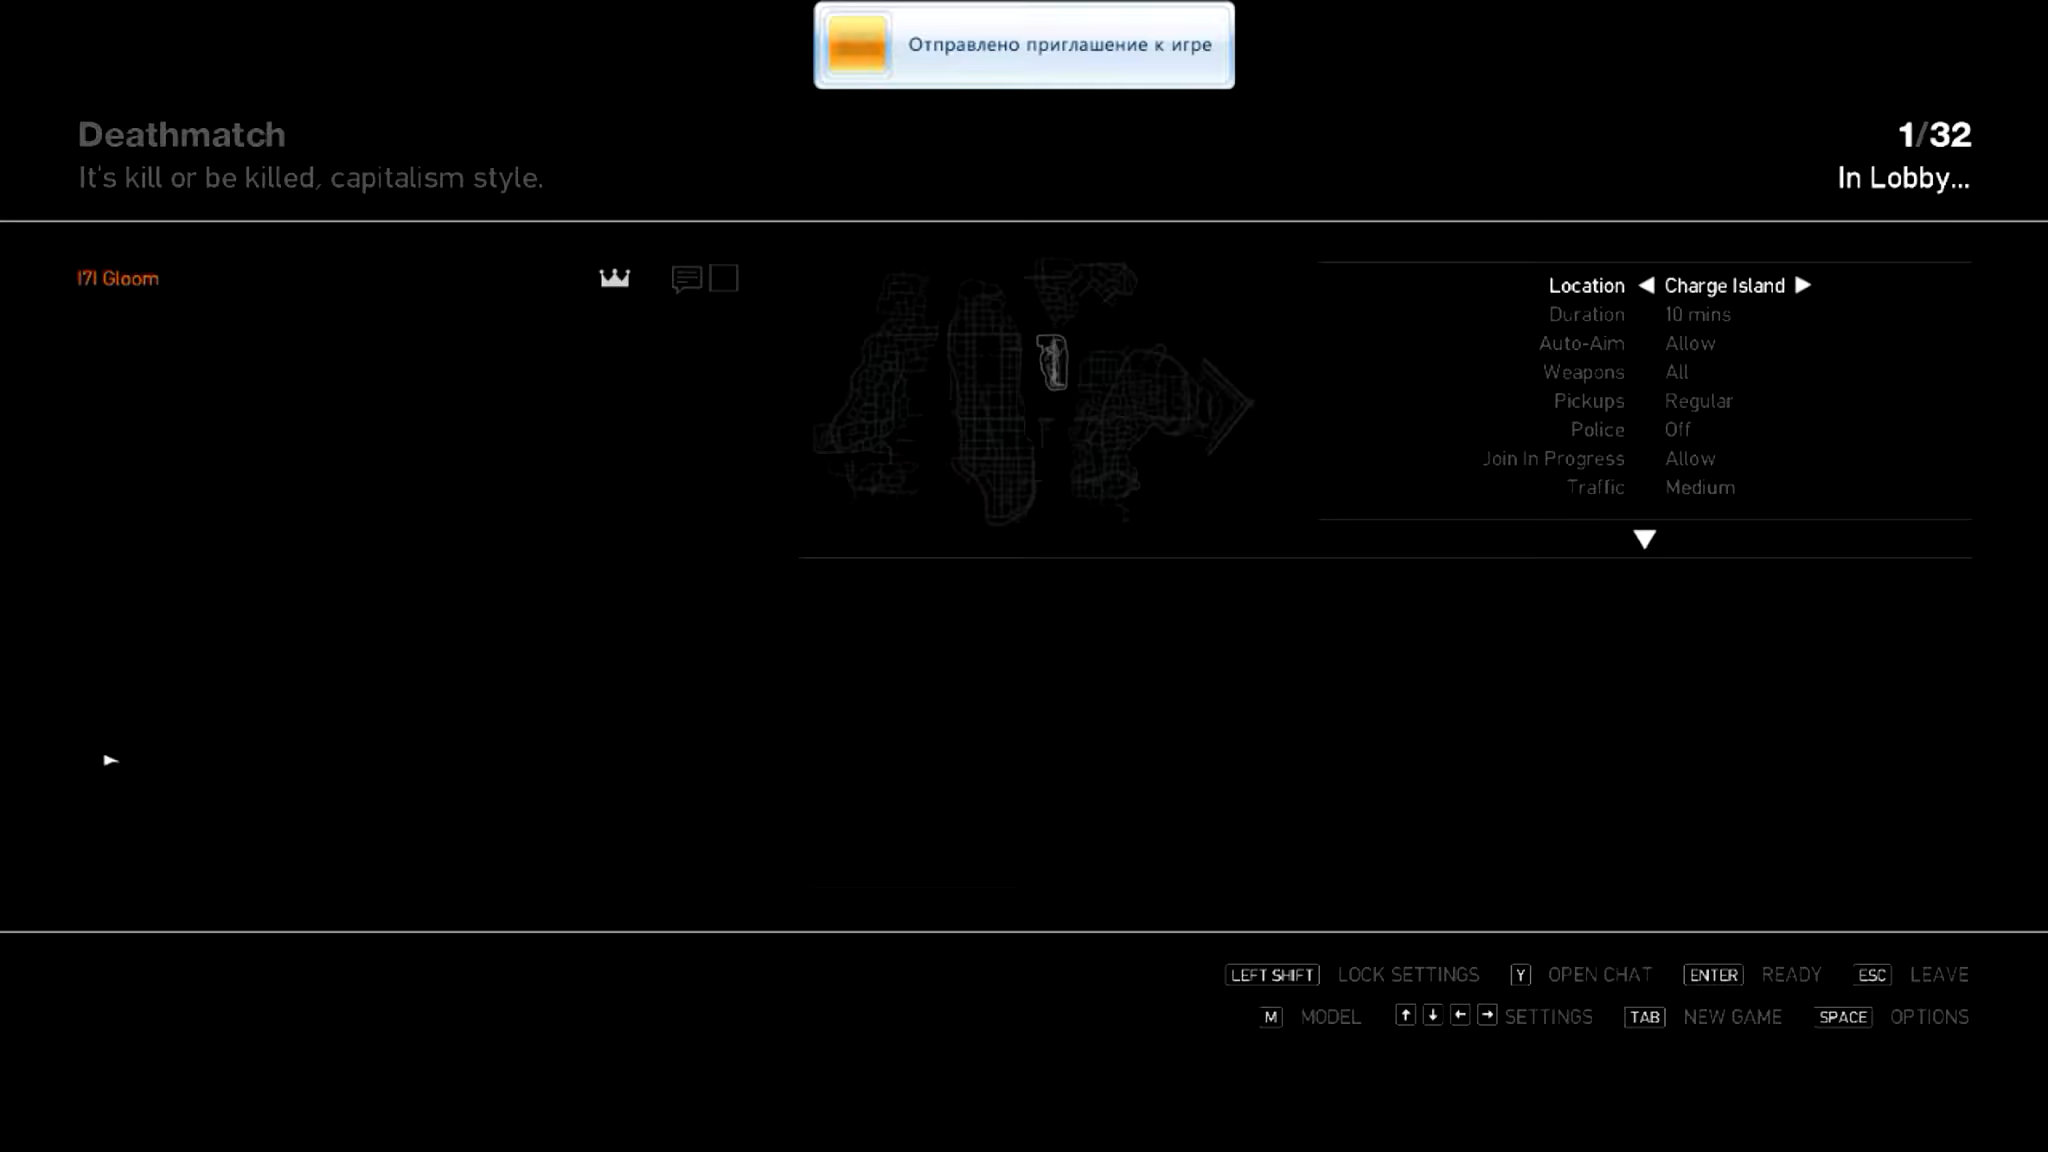 Отправлено приглашение к игре
Deathmatch
1/32
It's kill or be killed, capitalism style.
In Lobby...
I7I Gloom
Location Charge Island
Duration 10 mins
Auto-Aim Allow
Weapons All
Pickups Regular
Police Off
Join In Progress Allow
Traffic Medium
LEFT SHIFT LOCK SETTINGS Y OPEN CHAT ENTER READY ESC LEAVE
M MODEL ↑ ↓ ← → SETTINGS TAB NEW GAME SPACE OPTIONS